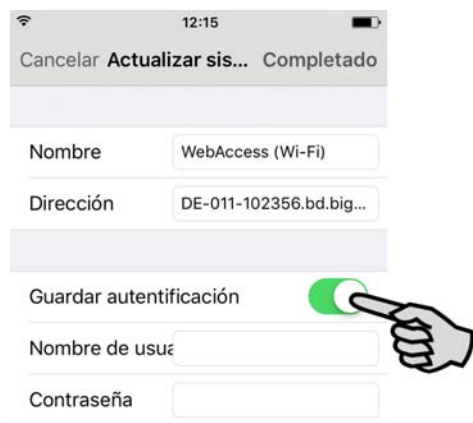 12:15
Cancelar Actualizar sis... Completado
Nombre WebAccess (Wi-Fi)
Dirección DE-011-102356.bd.big...
Guardar autentificación
Nombre de usua
Contraseña